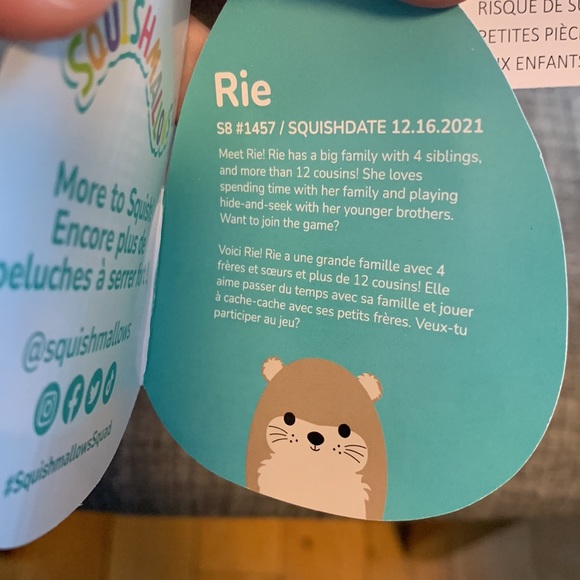 SQUISHMALLOWS
More to
Encore plus de
peluches à serrer
@squishmallows
#SquishmallowsSquad
Rie
S8 #1457 / SQUISHDATE 12.16.2021
Meet Rie! Rie has a big family with 4 siblings,
and more than 12 cousins! She loves
spending time with her family and playing
hide-and-seek with her younger brothers.
Want to join the game?
Voici Rie! Rie a une grande famille avec 4
frères et sœurs et plus de 12 cousins! Elle
aime passer du temps avec sa famille et jouer
à cache-cache avec ses petits frères. Veux-tu
participer au jeu?
RISQUE DE
PETITES
ENFANTS